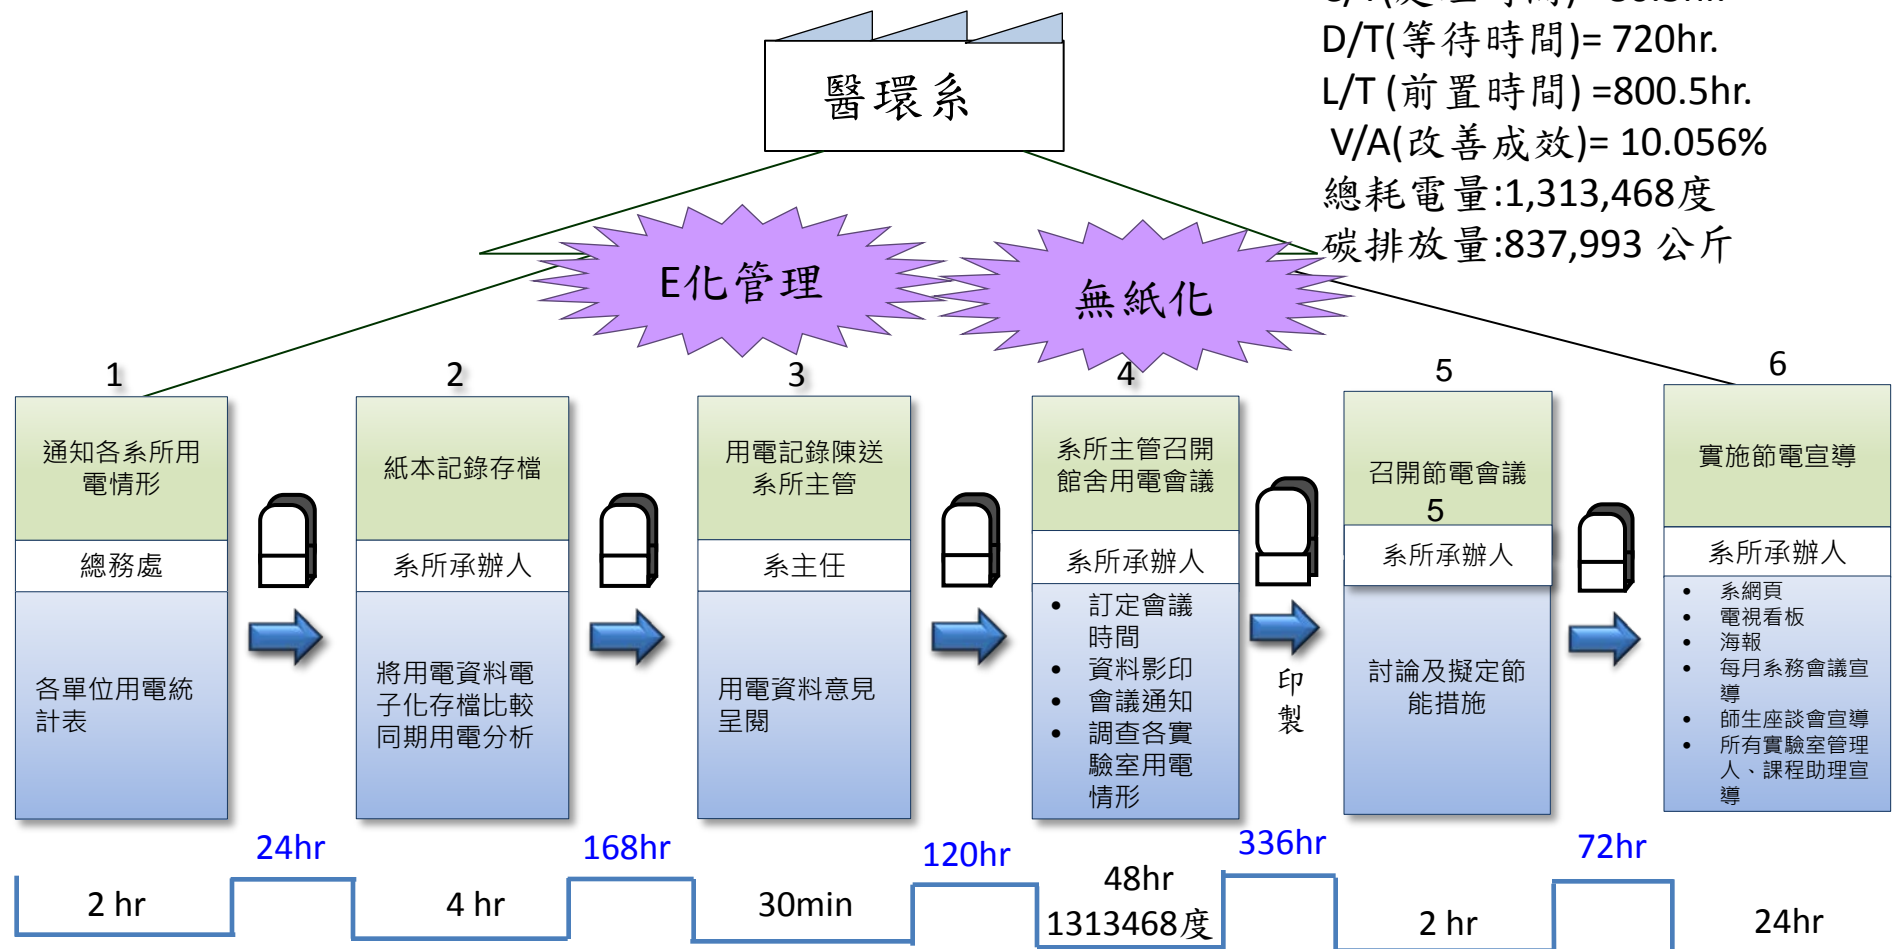 D/T(等待時間)= 720hr.
L/T (前置時間) =800.5hr.
V/A(改善成效)= 10.056%
總耗電量:1,313,468度
碳排放量:837,993 公斤
醫環系
E化管理
無紙化
1
通知各系所用
電情形
總務處
各單位用電統
計表
2
紙本記錄存檔
系所承辦人
將用電資料電
子化存檔比較
同期用電分析
3
用電記錄陳送
系所主管
系主任
用電資料意見
呈閱
4
系所主管召開
館舍用電會議
系所承辦人
• 訂定會議
時間
• 資料影印
• 會議通知
• 調查各實
驗室用電
情形
印
製
5
召開節電會議
5
系所承辦人
討論及擬定節
能措施
6
實施節電宣導
系所承辦人
• 系網頁
• 電視看板
• 海報
• 每月系務會議宣
導
• 師生座談會宣導
• 所有實驗室管理
人、課程助理宣
導
24hr
168hr
120hr
336hr
72hr
2 hr
4 hr
30min
48hr
1313468度
2 hr
24hr